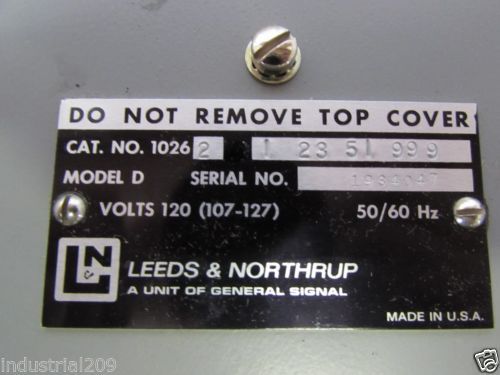 DO NOT REMOVE TOP COVER
CAT. NO. 1026 2 1 23 51 999
MODEL D SERIAL NO. 1934047
VOLTS 120 (107-127) 50/60 Hz
L&N LEEDS & NORTHRUP
A UNIT OF GENERAL SIGNAL
MADE IN U.S.A.
industrial209